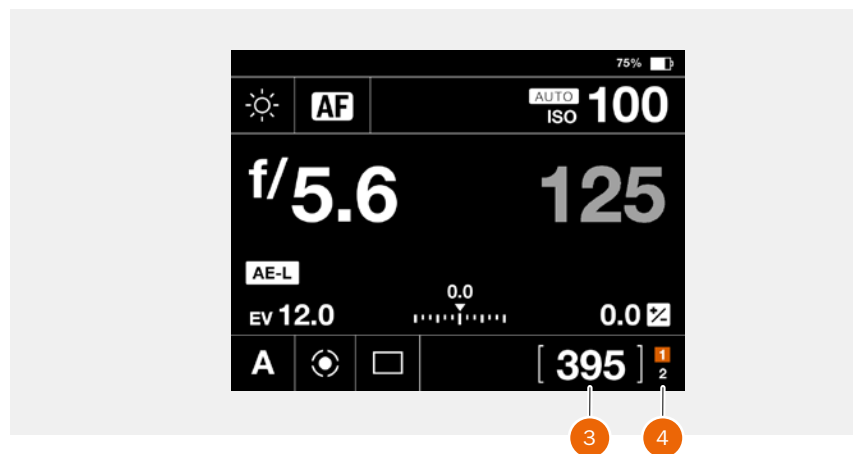 75%
AF
AUTO
ISO 100
f/5.6 125
AE-L
0.0
EV 12.0 0.0
A [ 395 ] 1
2
3 4